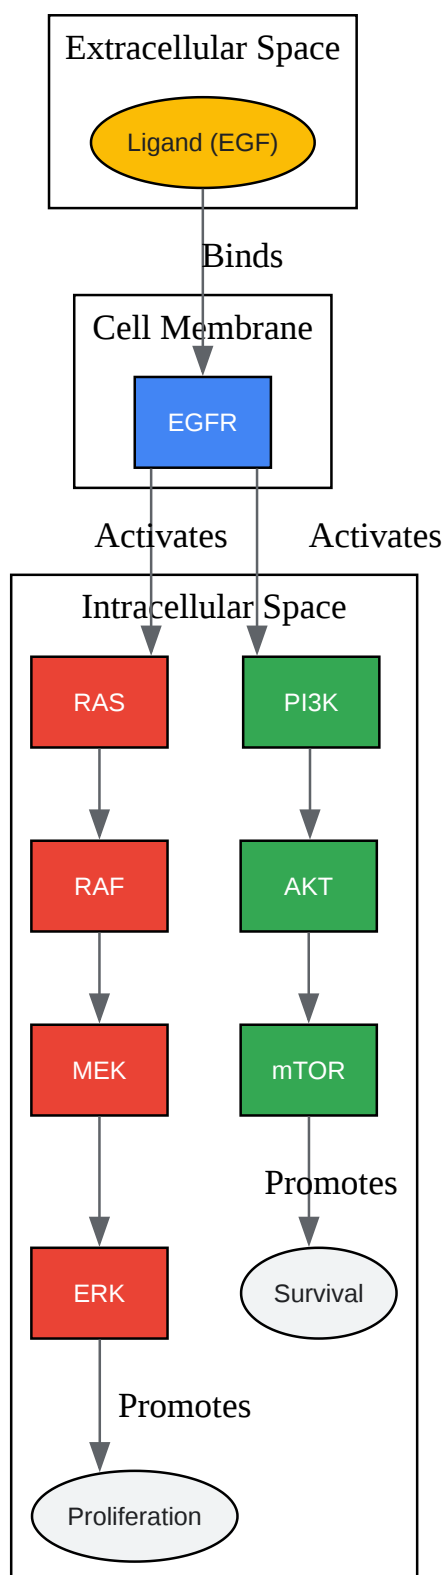 Extracellular Space
Ligand (EGF)
Binds
Cell Membrane
EGFR
Activates
Activates
Intracellular Space
RAS
PI3K
RAF
AKT
MEK
mTOR
Promotes
ERK
Survival
Promotes
Proliferation